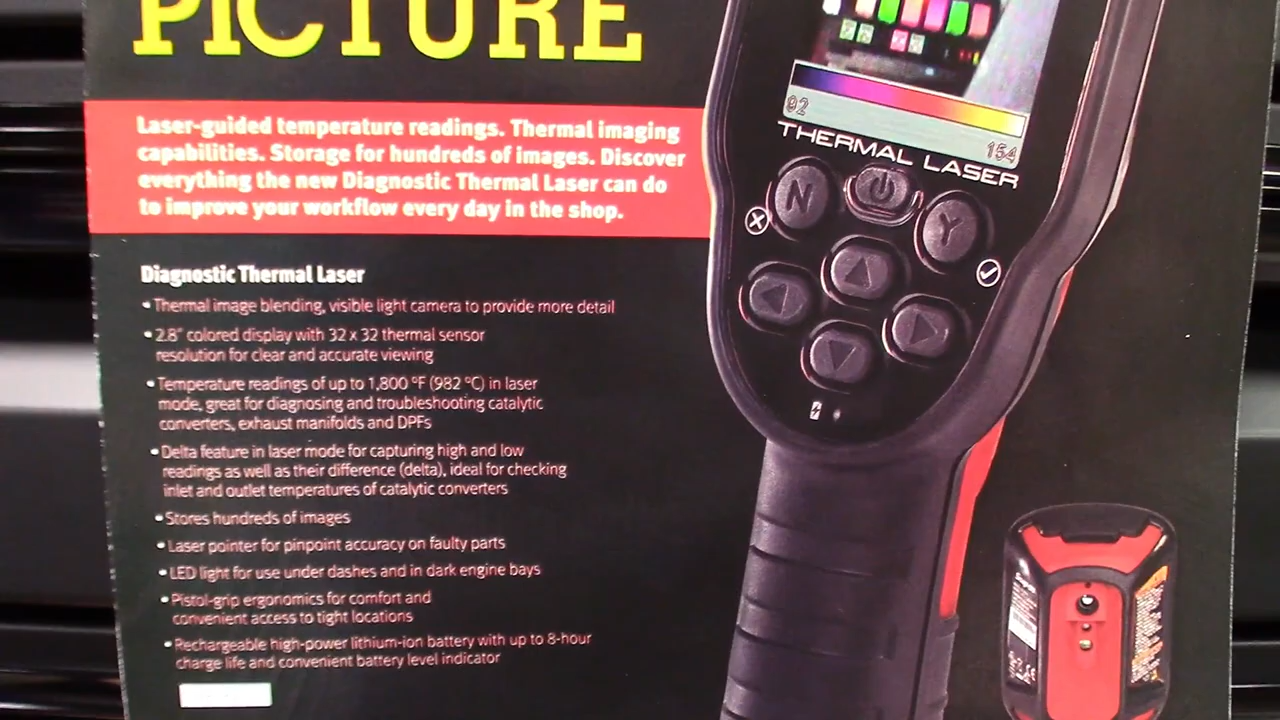 PICTURE
Laser-guided temperature readings. Thermal imaging
capabilities. Storage for hundreds of images. Discover
everything the new Diagnostic Thermal Laser can do
to improve your workflow every day in the shop.
Diagnostic Thermal Laser
• Thermal image blending, visible light camera to provide more detail
• 2.8" colored display with 32 x 32 thermal sensor
resolution for clear and accurate viewing
• Temperature readings of up to 1,800 ºF (982 ºC) in laser
mode, great for diagnosing and troubleshooting catalytic
converters, exhaust manifolds and DPFs
• Delta feature in laser mode for capturing high and low
readings as well as their difference (delta), ideal for checking
inlet and outlet temperatures of catalytic converters
• Stores hundreds of images
• Laser pointer for pinpoint accuracy on faulty parts
• LED light for use under dashes and in dark engine bays
• Pistol-grip ergonomics for comfort and
convenient access to tight locations
• Rechargeable high-power lithium-ion battery with up to 8-hour
charge life and convenient battery level indicator
92
154
THERMAL LASER
N
Y